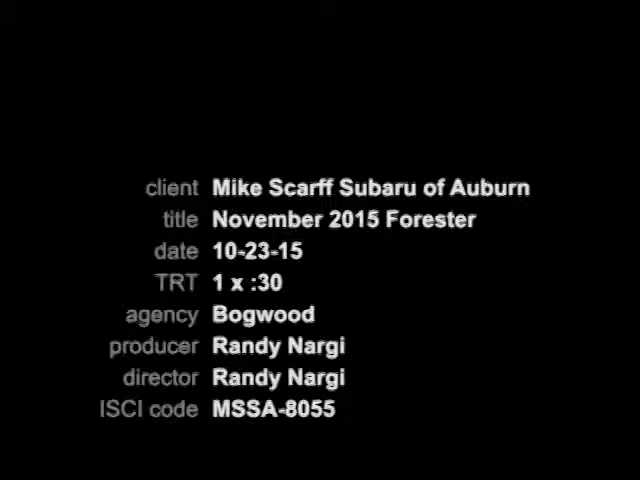 client Mike Scarff Subaru of Auburn
title November 2015 Forester
date 10-23-15
TRT 1 x :30
agency Bogwood
producer Randy Nargi
director Randy Nargi
ISCI code MSSA-8055